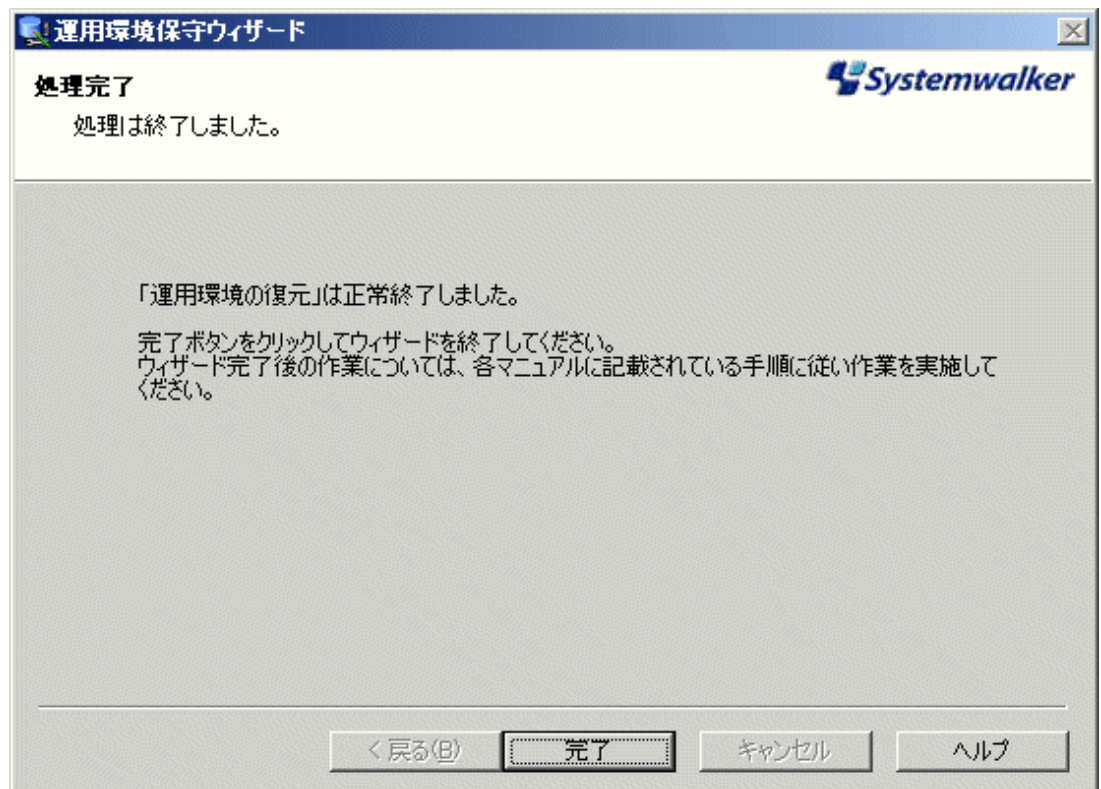 運用環境保守ウィザード
処理完了
Systemwalker
処理は終了しました。
「運用環境の復元」は正常終了しました。
完了ボタンをクリックしてウィザードを終了してください。
ウィザード完了後の作業については、各マニュアルに記載されている手順に従い作業を実施して
ください。
< 戻る(B)
完了
キャンセル
ヘルプ